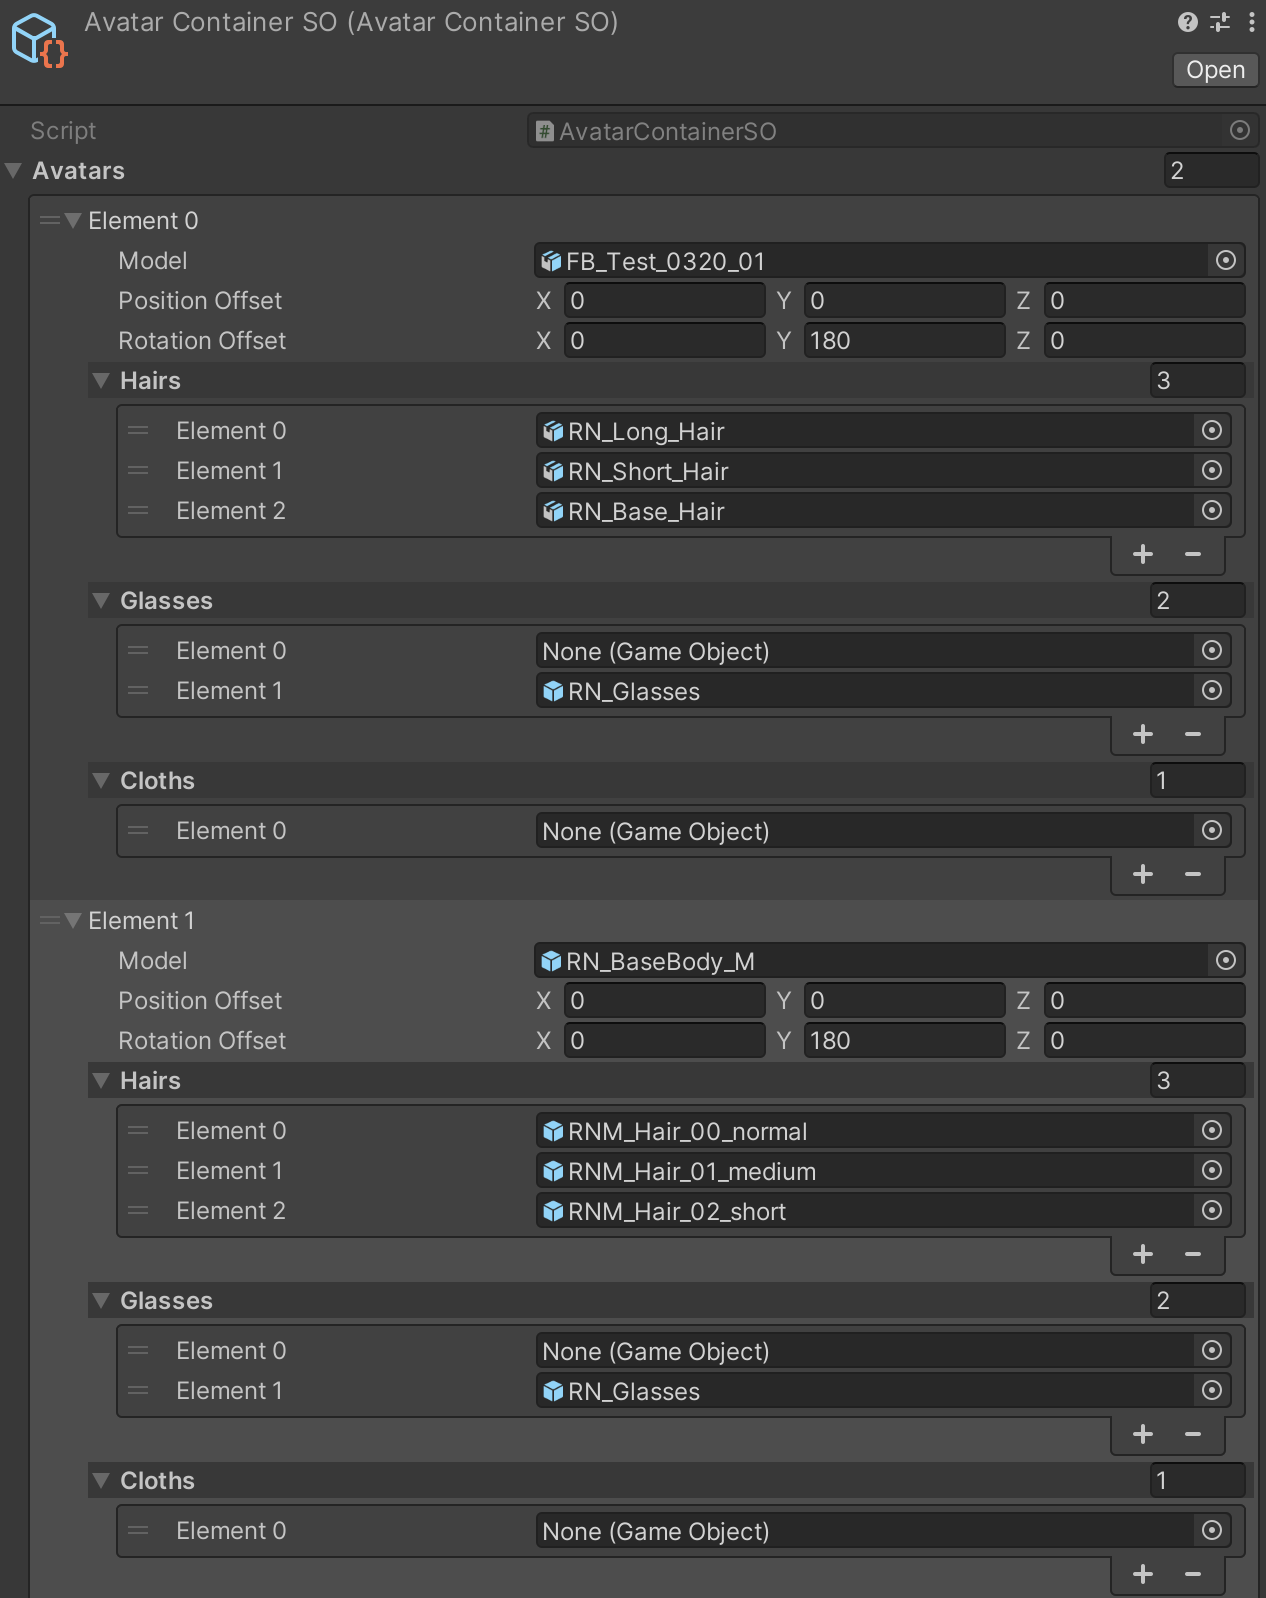 Avatar Container SO (Avatar Container SO)
Open
Script AvatarContainerSO
Avatars 2
Element 0
Model FB_Test_0320_01
Position Offset X 0 Y 0 Z 0
Rotation Offset X 0 Y 180 Z 0
Hairs 3
Element 0 RN_Long_Hair
Element 1 RN_Short_Hair
Element 2 RN_Base_Hair
Glasses 2
Element 0 None (Game Object)
Element 1 RN_Glasses
Cloths 1
Element 0 None (Game Object)
Element 1
Model RN_BaseBody_M
Position Offset X 0 Y 0 Z 0
Rotation Offset X 0 Y 180 Z 0
Hairs 3
Element 0 RNM_Hair_00_normal
Element 1 RNM_Hair_01_medium
Element 2 RNM_Hair_02_short
Glasses 2
Element 0 None (Game Object)
Element 1 RN_Glasses
Cloths 1
Element 0 None (Game Object)